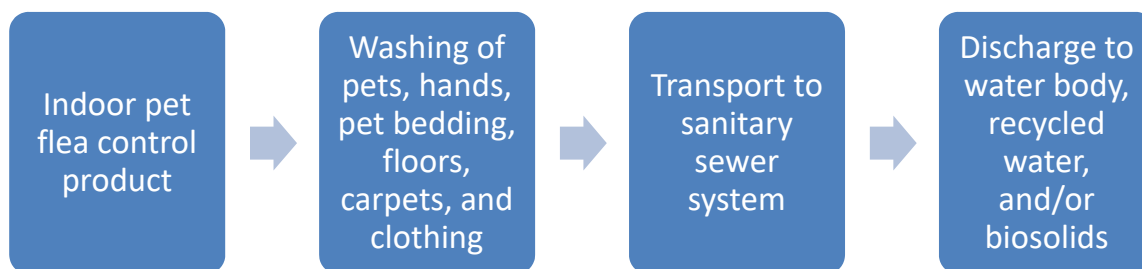 Indoor pet
flea control
product
Washing of
pets, hands,
pet bedding,
floors,
carpets, and
clothing
Transport to
sanitary
sewer
system
Discharge to
water body,
recycled
water,
and/or
biosolids